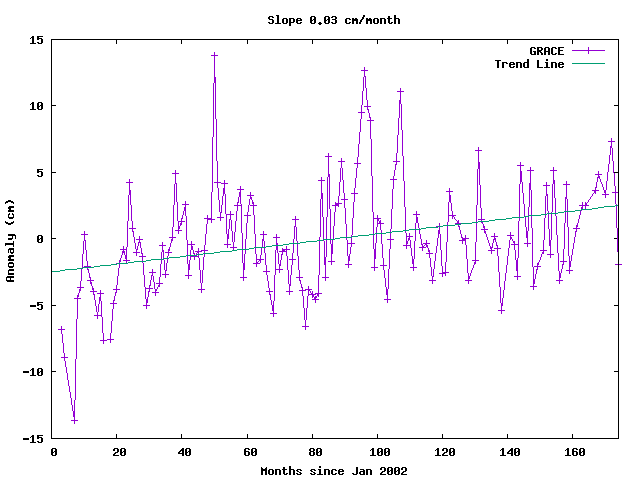 Slope 0.03 cm/month
GRACE
Trend Line
15
10
5
0
-5
-10
-15
Anomaly (cm)
0 20 40 60 80 100 120 140 160
Months since Jan 2002